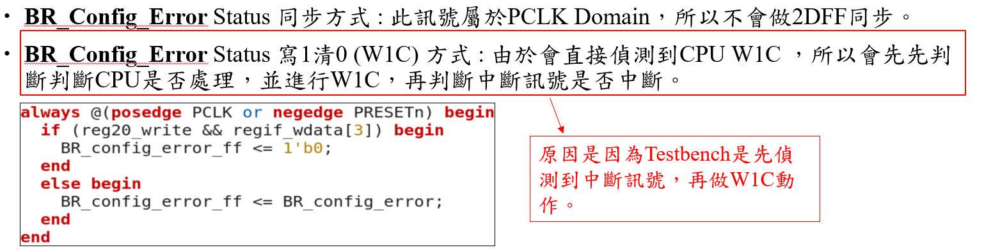 • BR_Config_Error Status 同步方式 : 此訊號屬於PCLK Domain，所以不會做2DFF同步。
• BR_Config_Error Status 寫1清0 (W1C) 方式 : 由於會直接偵測到CPU W1C ，所以會先先判
斷判斷CPU是否處理，並進行W1C，再判斷中斷訊號是否中斷。
always @(posedge PCLK or negedge PRESETn) begin
  if (reg20_write && regif_wdata[3]) begin
    BR_config_error_ff <= 1'b0;
  end
  else begin
    BR_config_error_ff <= BR_config_error;
  end
end
原因是因為Testbench是先偵
測到中斷訊號，再做W1C動
作。